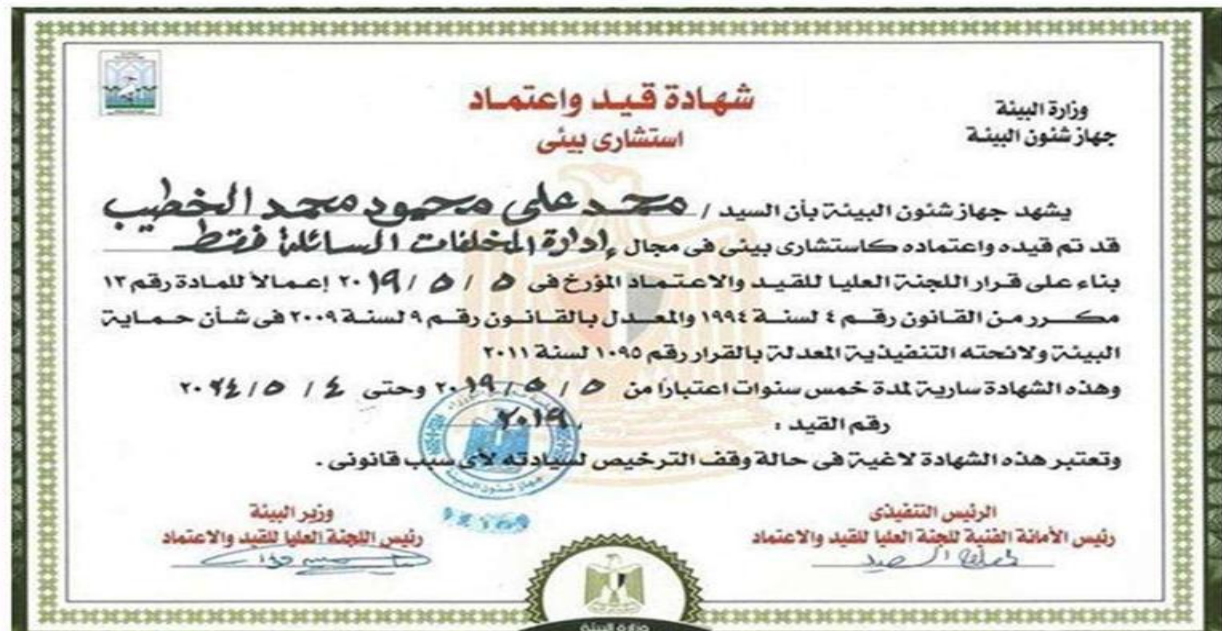 وزارة البيئة
جهاز شئون البيئة
شهادة قيد واعتماد
استشارى بيئى
يشهد جهاز شئون البيئة بأن السيد / محمد على محمود محمد الخطيب
قد تم قيده واعتماده كاستشارى بيئى فى مجال إدارة المخلفات السائلة فقط
بناء على قرار اللجنة العليا للقيد والاعتماد المؤرخ فى ٥ / ٥ / ٢٠١٩ إعمالاً للمادة رقم ١٣
مكرر من القانون رقم ٤ لسنة ١٩٩٤ والمعدل بالقانون رقم ٩ لسنة ٢٠٠٩ فى شأن حماية
البيئة ولائحته التنفيذية المعدلة بالقرار رقم ١٠٩٥ لسنة ٢٠١١
وهذه الشهادة سارية لمدة خمس سنوات اعتباراً من ٥ / ٥ / ٢٠١٩ وحتى ٤ / ٥ / ٢٠٢٤
رقم القيد : ٢٠١٩
وتعتبر هذه الشهادة لاغية فى حالة وقف الترخيص لسيادته لأى سبب قانونى .
الرئيس التنفيذى
رئيس الأمانة الفنية للجنة العليا للقيد والاعتماد
وزير البيئة
رئيس اللجنة العليا للقيد والاعتماد
جهاز شئون البيئة
وزارة البيئة